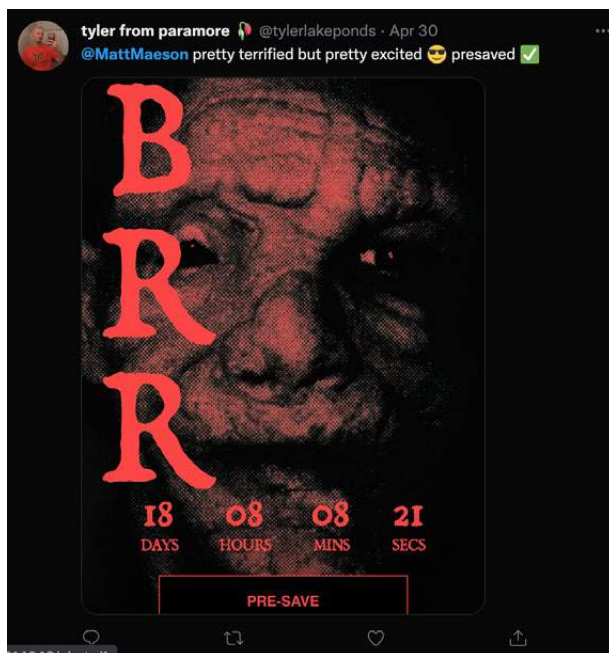 tyler from paramore 🥀 @tylerlakeponds · Apr 30
@MattMaeson pretty terrified but pretty excited 😎 presaved ✅
B
R
R
18 08 08 21
DAYS HOURS MINS SECS
PRE-SAVE